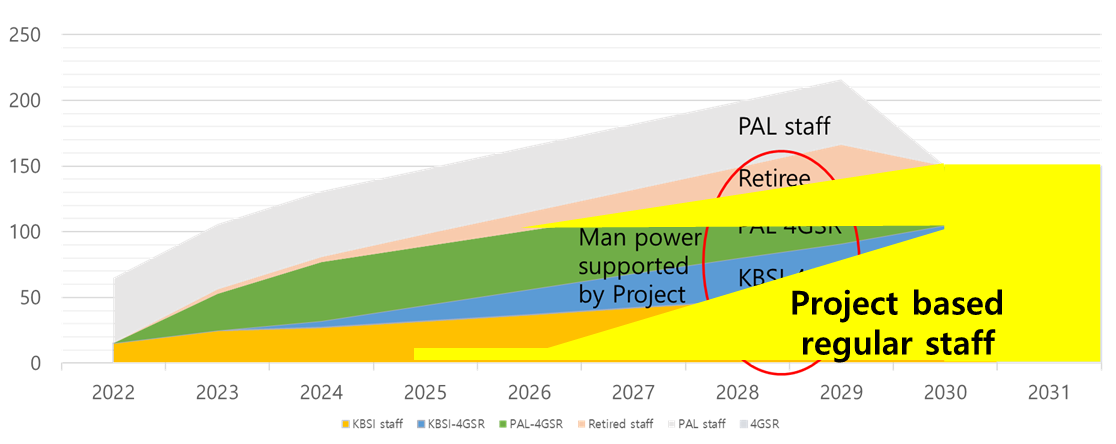 250
200
150
100
50
0
PAL staff
Retiree
PAL-4GSR
Man power
supported
by Project
KBSI-4
Project based
regular staff
2022 2023 2024 2025 2026 2027 2028 2029 2030 2031
KBSI staff KBSI-4GSR PAL-4GSR Retired staff PAL staff 4GSR